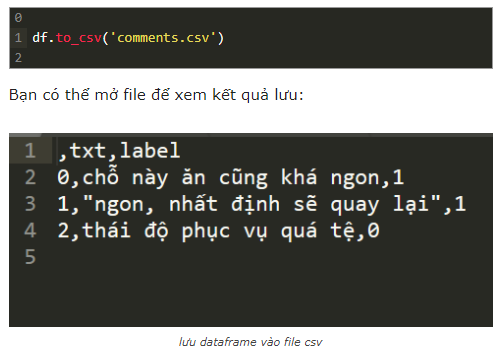 0
1 df.to_csv('comments.csv')
2
Bạn có thể mở file để xem kết quả lưu:
1 ,txt,label
2 0,chỗ này ăn cũng khá ngon,1
3 1,"ngon, nhất định sẽ quay lại",1
4 2,thái độ phục vụ quá tệ,0
5
lưu dataframe vào file csv